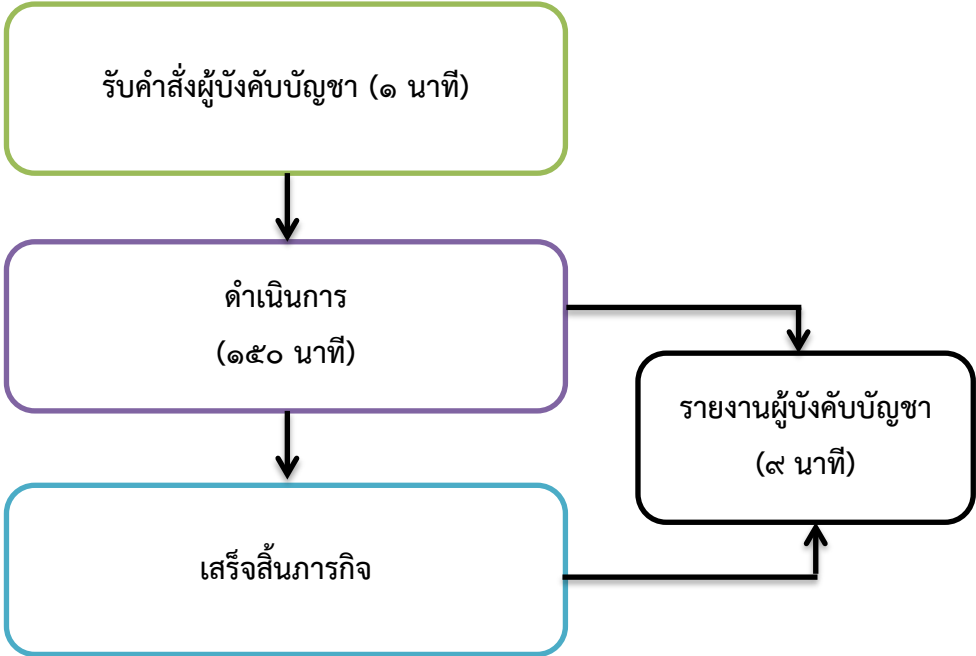 รับคำสั่งผู้บังคับบัญชา (๑ นาที)
ดำเนินการ
(๑๕๐ นาที)
รายงานผู้บังคับบัญชา
(๙ นาที)
เสร็จสิ้นภารกิจ